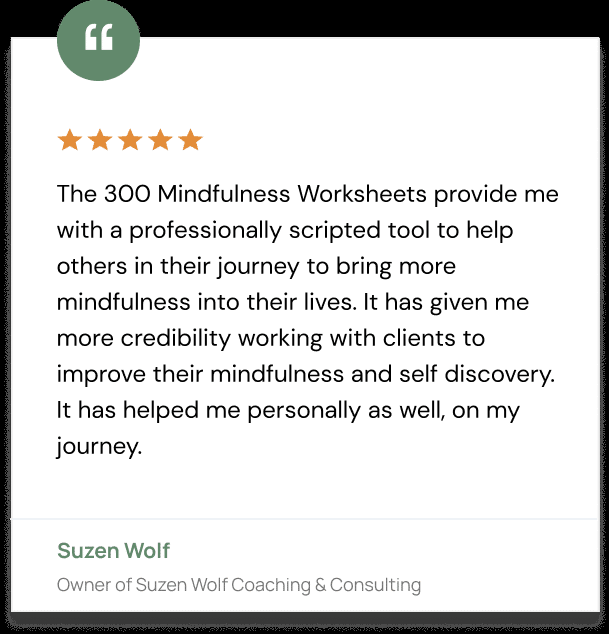 “
The 300 Mindfulness Worksheets provide me
with a professionally scripted tool to help
others in their journey to bring more
mindfulness into their lives. It has given me
more credibility working with clients to
improve their mindfulness and self discovery.
It has helped me personally as well, on my
journey.
Suzen Wolf
Owner of Suzen Wolf Coaching & Consulting